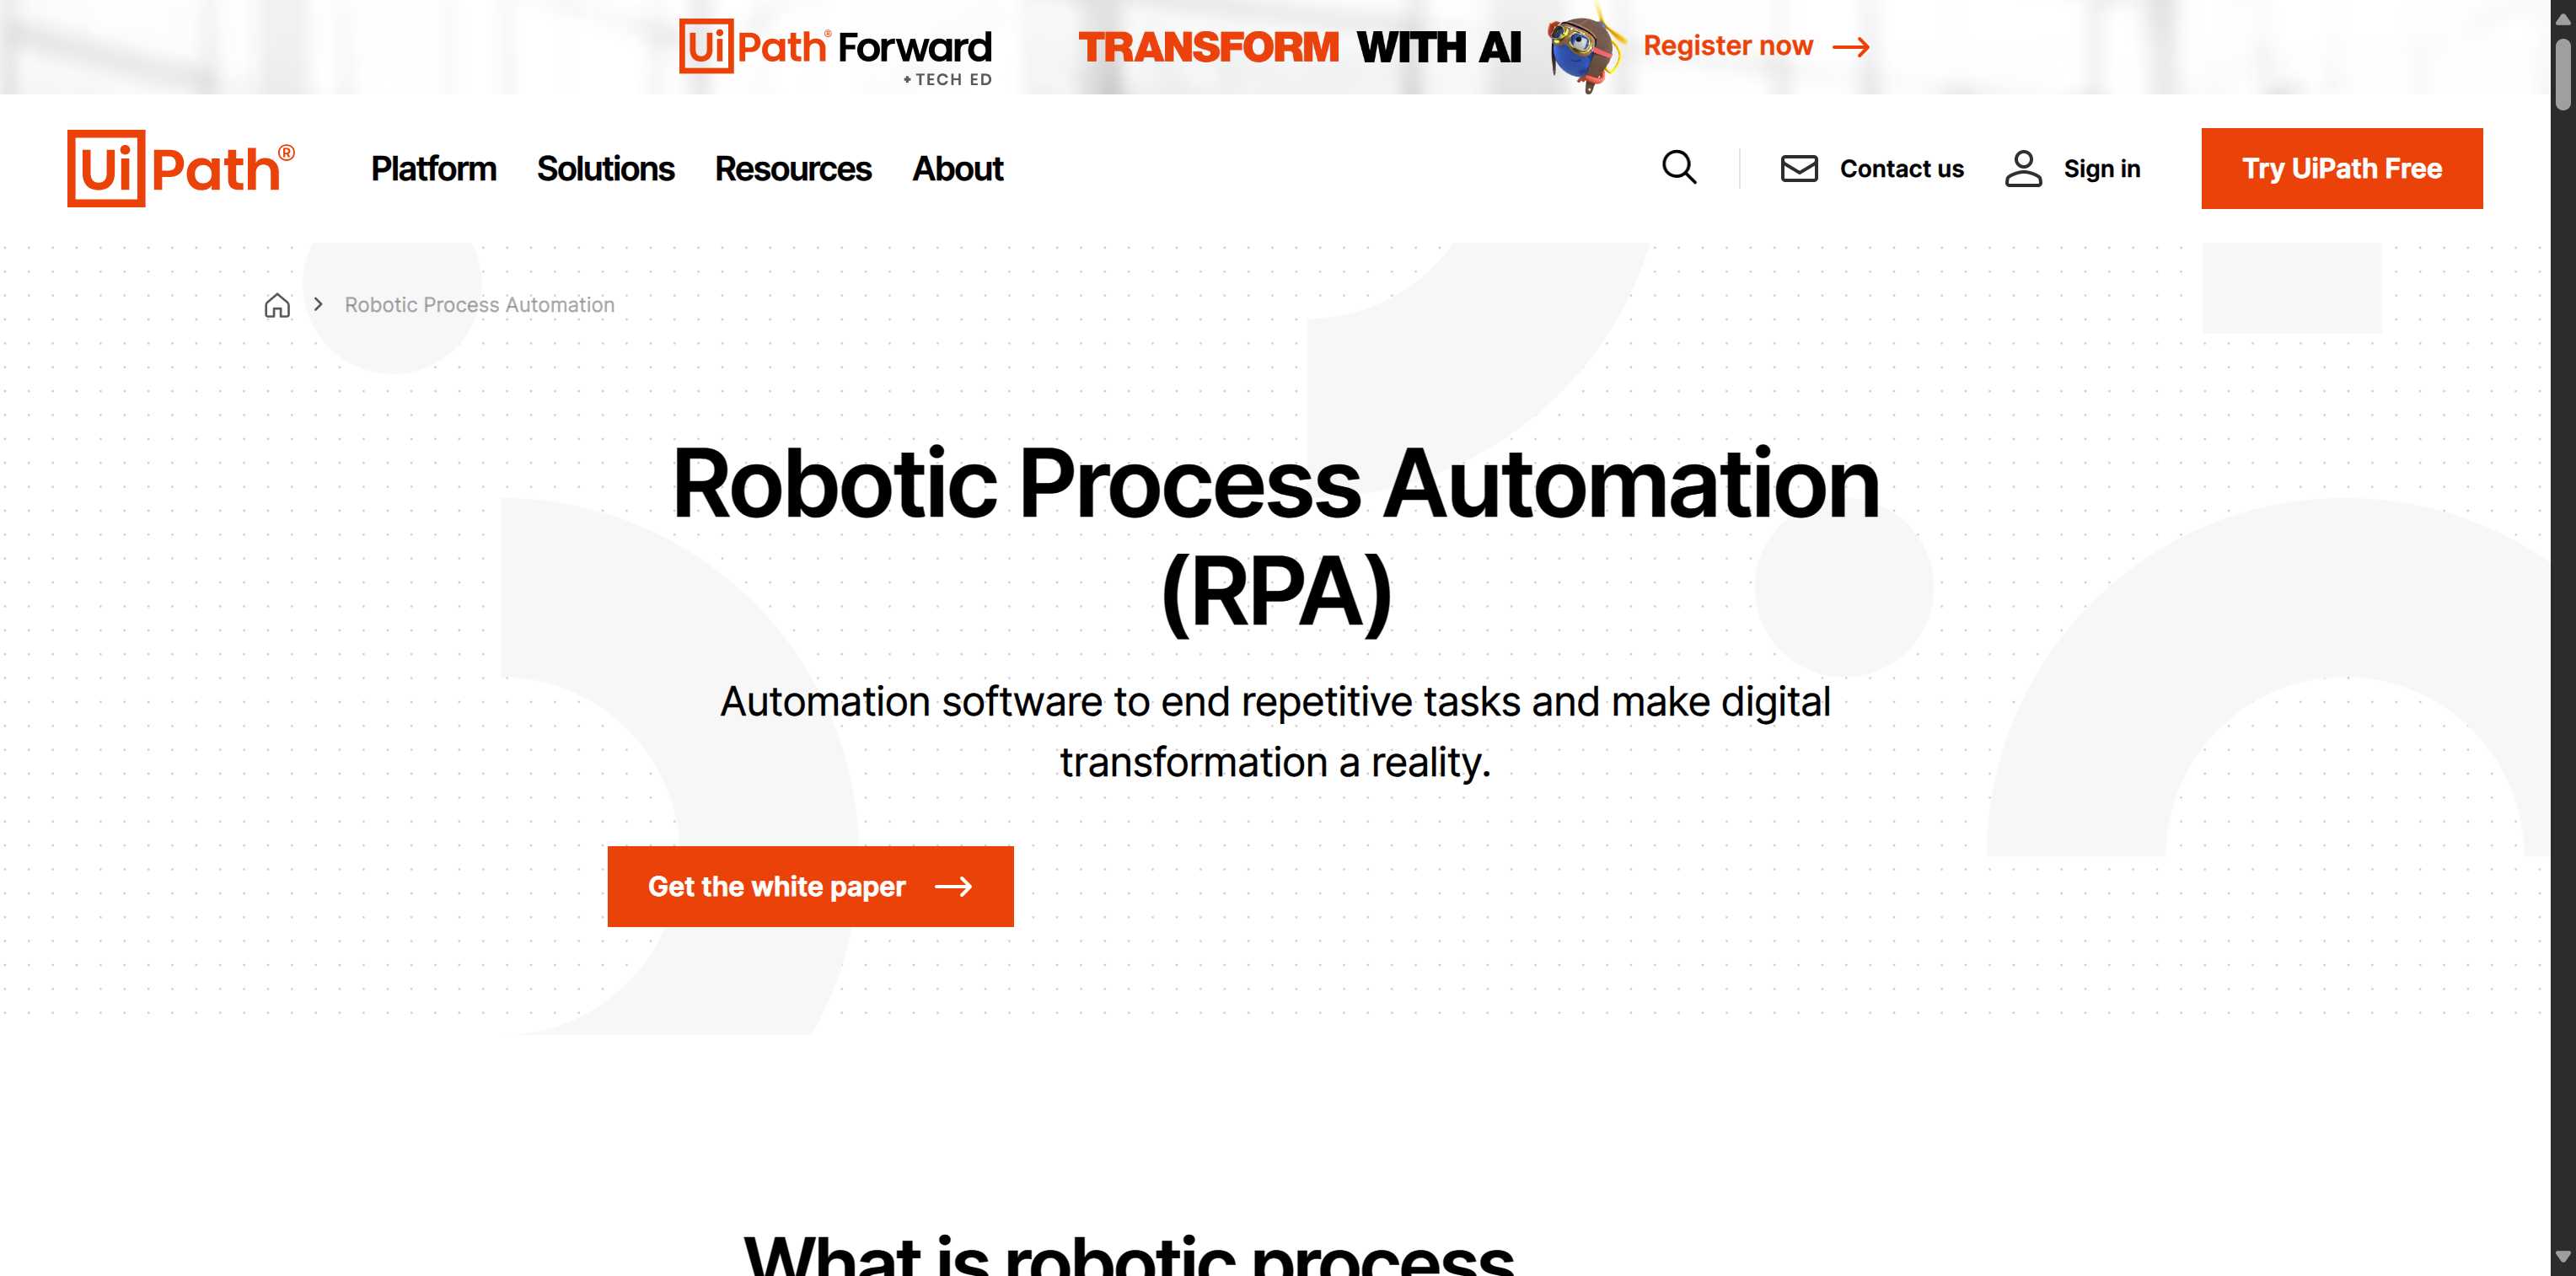 UiPath® Forward
+ TECH ED
TRANSFORM WITH AI
Register now
UiPath®
Platform
Solutions
Resources
About
Contact us
Sign in
Try UiPath Free
Robotic Process Automation
Robotic Process Automation
(RPA)
Automation software to end repetitive tasks and make digital
transformation a reality.
Get the white paper
What is robotic process